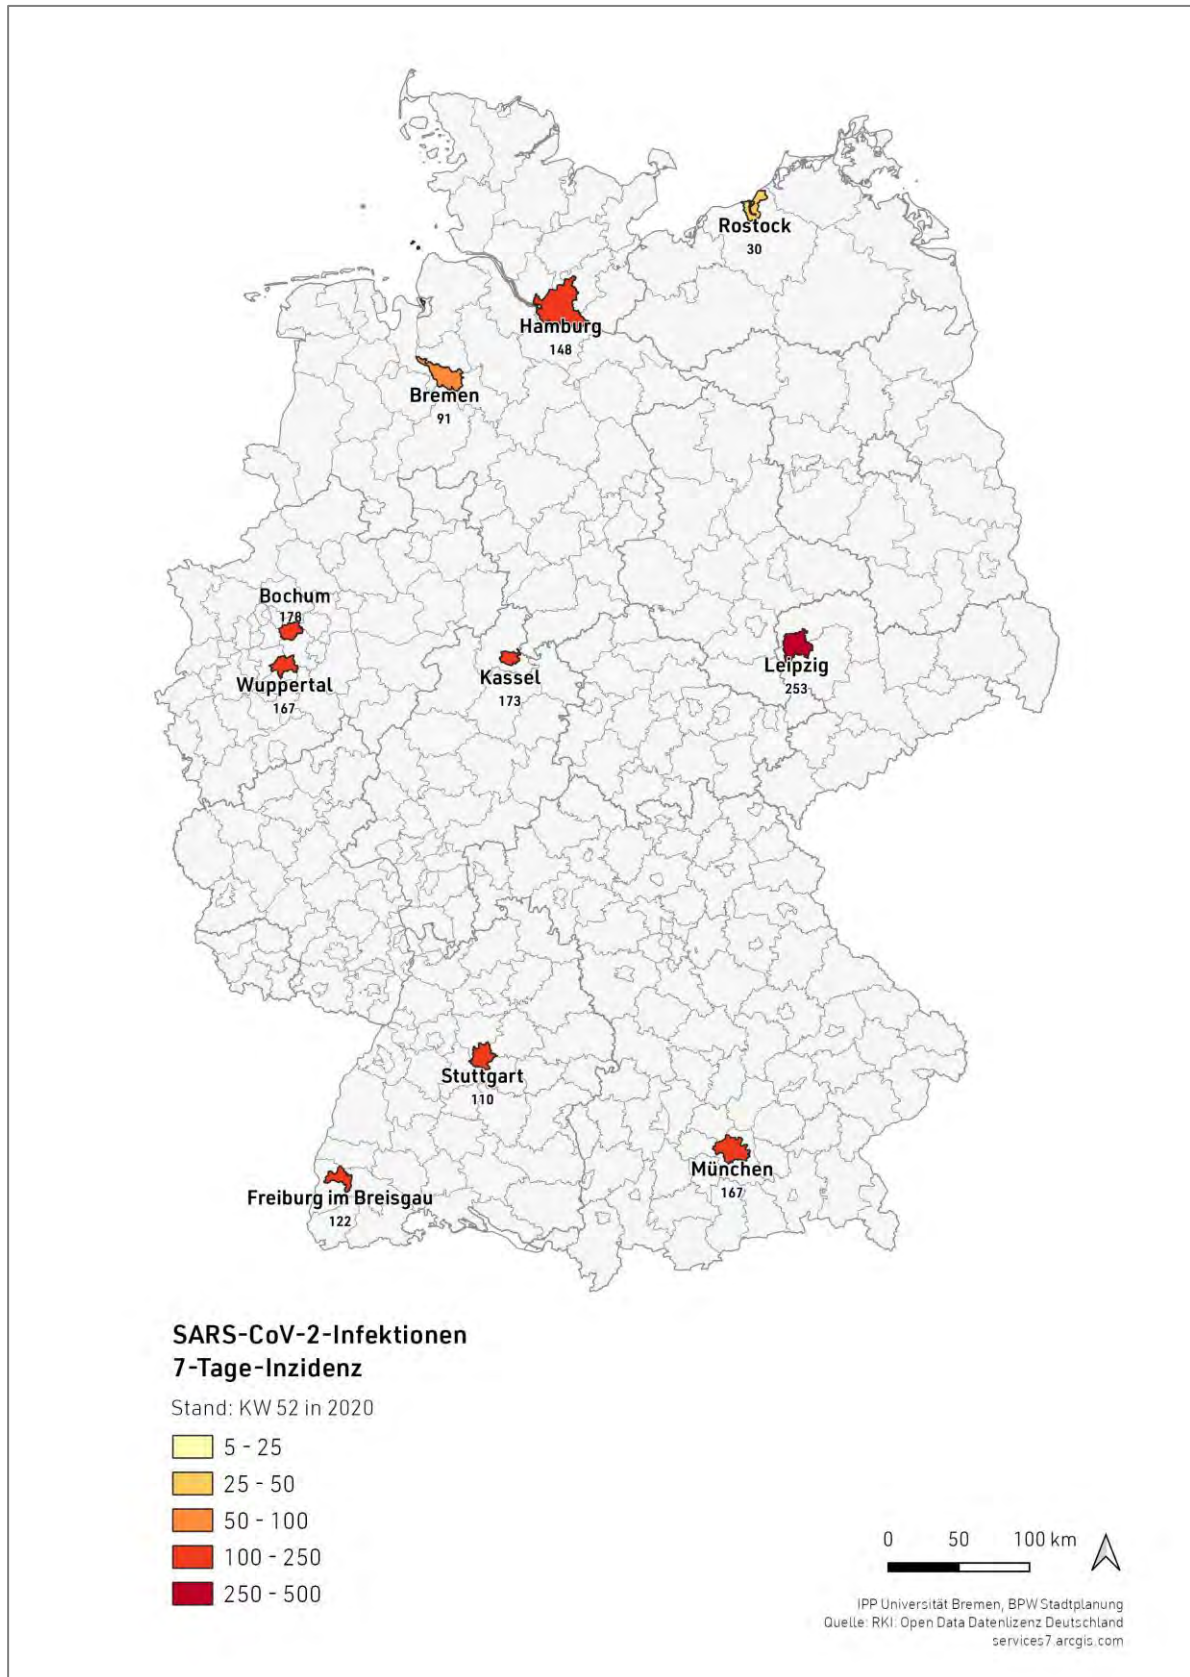 Rostock
30
Hamburg
148
Bremen
91
Bochum
178
Wuppertal
167
Kassel
173
Leipzig
253
Stuttgart
110
München
167
Freiburg im Breisgau
122
SARS-CoV-2-Infektionen
7-Tage-Inzidenz
Stand: KW 52 in 2020
5 - 25
25 - 50
50 - 100
100 - 250
250 - 500
0 50 100 km
IPP Universität Bremen, BPW Stadtplanung
Quelle: RKI: Open Data Datenlizenz Deutschland
services7.arcgis.com